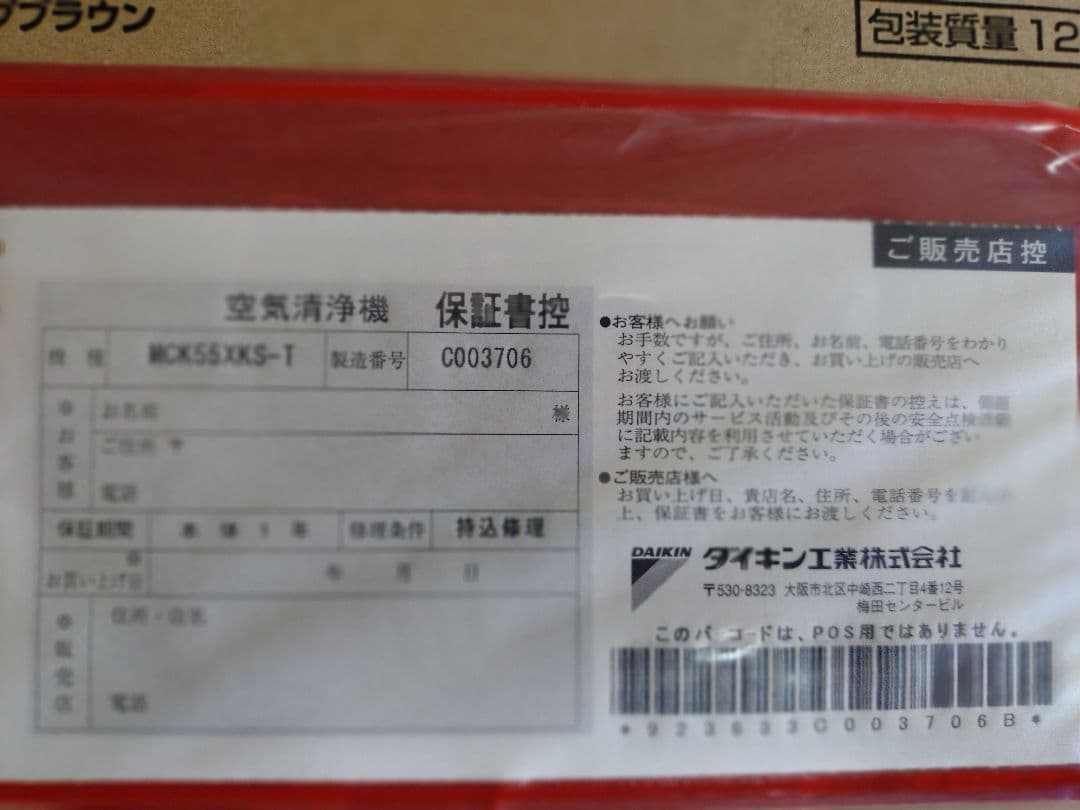 プブラウン
包装質量 12
ご販売店控
空気清浄機 保証書控
機種 MCK55XKS-T 製造番号 C003706
※お客様
お名前 様
ご住所 〒
電話
保証期間 本体1年 修理条件 持込修理
※お買い上げ日 年 月 日
※販売店
住所・店名
電話
●お客様へお願い
お手数ですが、ご住所、お名前、電話番号をわかり
やすくご記入いただき、お買い上げの販売店へ
お渡しください。
お客様にご記入いただいた保証書の控えは、
期間内のサービス活動及びその後の安全点検活動
に記載内容を利用させていただく場合がござい
ますので、ご了承ください。
●ご販売店様へ
お買い上げ日、貴店名、住所、電話番号を
上、保証書をお客様にお渡しください。
DAIKIN ダイキン工業株式会社
〒530-8323 大阪市北区中崎西二丁目4番12号
梅田センタービル
このバーコードは、POS用ではありません。
*923633C003706B*